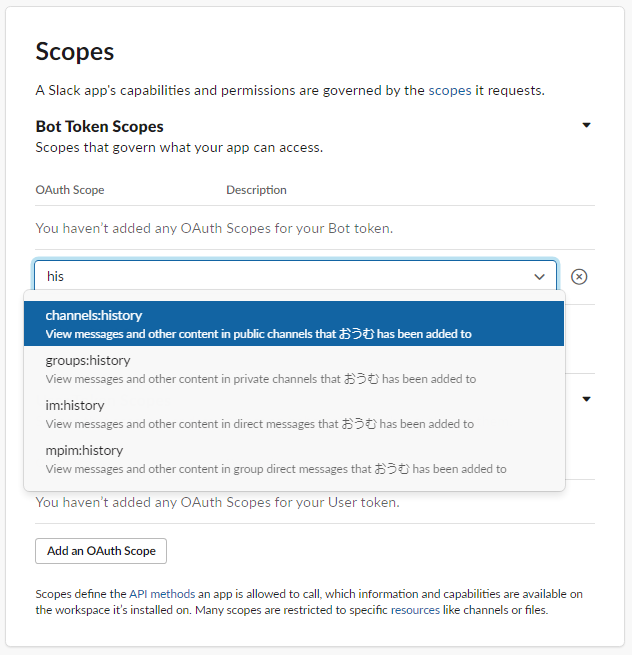 Scopes
A Slack app's capabilities and permissions are governed by the scopes it requests.
Bot Token Scopes
Scopes that govern what your app can access.
OAuth Scope Description
You haven't added any OAuth Scopes for your Bot token.
his
channels:history
View messages and other content in public channels that おうむ has been added to
groups:history
View messages and other content in private channels that おうむ has been added to
im:history
View messages and other content in direct messages that おうむ has been added to
mpim:history
View messages and other content in group direct messages that おうむ has been added to
You haven't added any OAuth Scopes for your User token.
Add an OAuth Scope
Scopes define the API methods an app is allowed to call, which information and capabilities are available on
the workspace it's installed on. Many scopes are restricted to specific resources like channels or files.